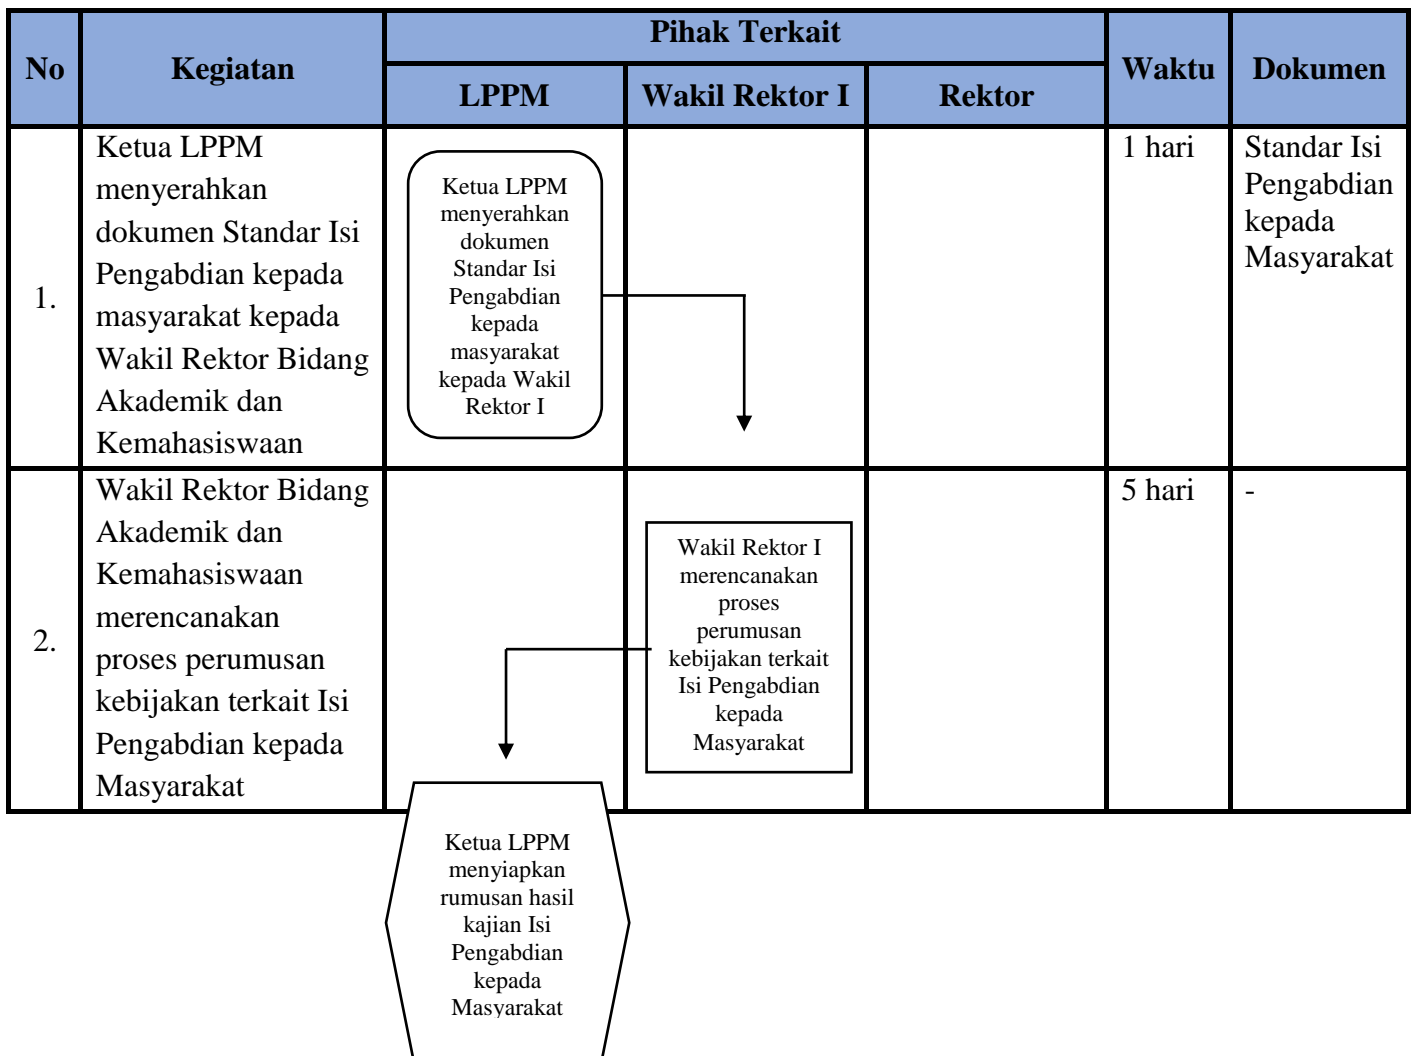 No
Kegiatan
Pihak Terkait
Waktu
Dokumen
LPPM
Wakil Rektor I
Rektor
1.
Ketua LPPM
menyerahkan
dokumen Standar Isi
Pengabdian kepada
masyarakat kepada
Wakil Rektor Bidang
Akademik dan
Kemahasiswaan
Ketua LPPM
menyerahkan
dokumen
Standar Isi
Pengabdian
kepada
masyarakat
kepada Wakil
Rektor I
1 hari
Standar Isi
Pengabdian
kepada
Masyarakat
2.
Wakil Rektor Bidang
Akademik dan
Kemahasiswaan
merencanakan
proses perumusan
kebijakan terkait Isi
Pengabdian kepada
Masyarakat
Wakil Rektor I
merencanakan
proses
perumusan
kebijakan terkait
Isi Pengabdian
kepada
Masyarakat
5 hari
-
Ketua LPPM
menyiapkan
rumusan hasil
kajian Isi
Pengabdian
kepada
Masyarakat